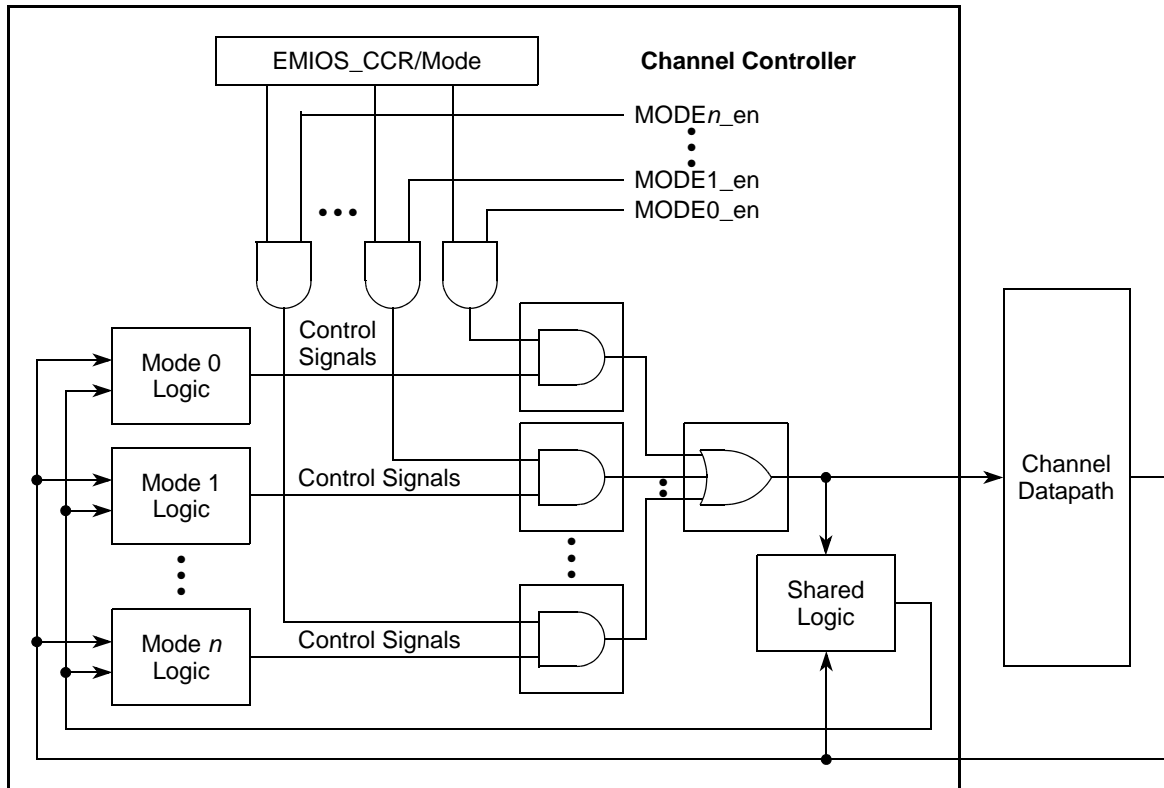 EMIOS_CCR/Mode
Channel Controller
MODEn_en
MODE1_en
MODE0_en
Control
Signals
Mode 0
Logic
Mode 1
Logic
Control Signals
Channel
Datapath
Shared
Logic
Mode n
Logic
Control Signals